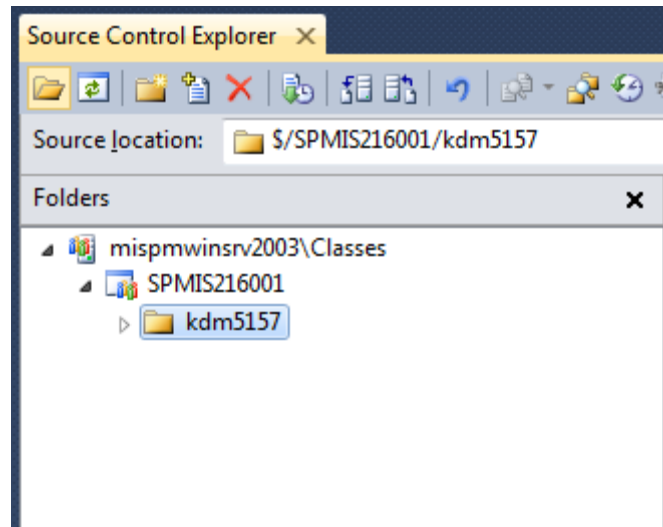 Source Control Explorer
Source location: $/SPMIS216001/kdm5157
Folders
mispmwinsrv2003\Classes
SPMIS216001
kdm5157